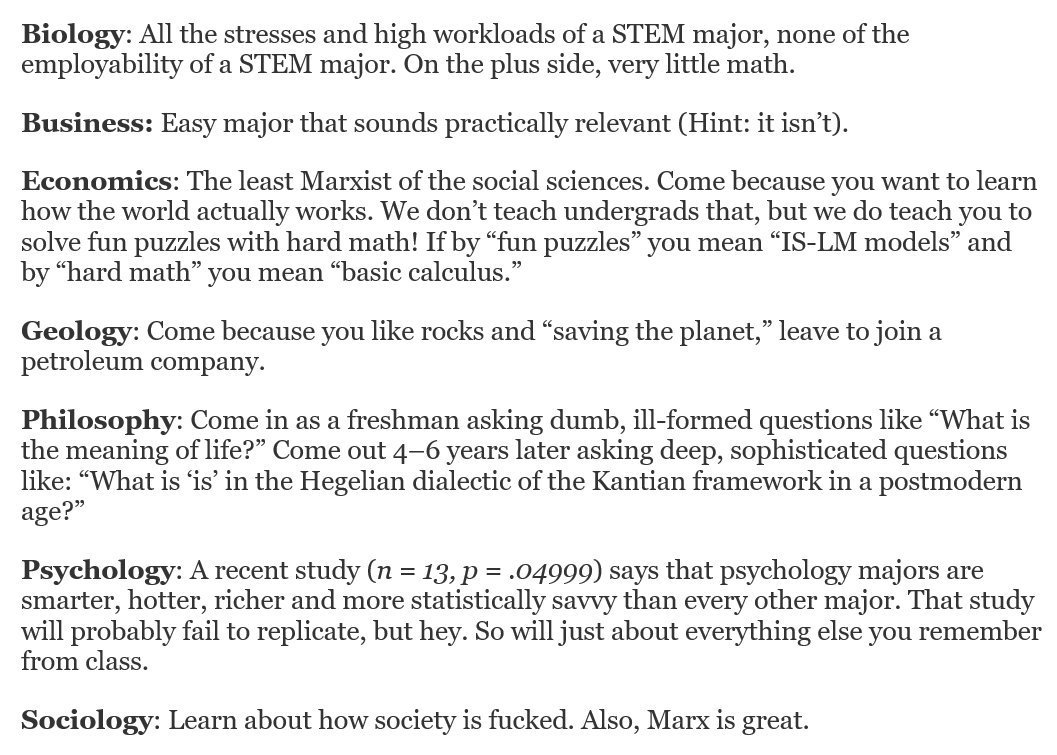 Biology: All the stresses and high workloads of a STEM major, none of the
employability of a STEM major. On the plus side, very little math.
Business: Easy major that sounds practically relevant (Hint: it isn’t).
Economics: The least Marxist of the social sciences. Come because you want to learn
how the world actually works. We don’t teach undergrads that, but we do teach you to
solve fun puzzles with hard math! If by “fun puzzles” you mean “IS-LM models” and
by “hard math” you mean “basic calculus.”
Geology: Come because you like rocks and “saving the planet,” leave to join a
petroleum company.
Philosophy: Come in as a freshman asking dumb, ill-formed questions like “What is
the meaning of life?” Come out 4–6 years later asking deep, sophisticated questions
like: “What is ‘is’ in the Hegelian dialectic of the Kantian framework in a postmodern
age?”
Psychology: A recent study (n = 13, p = .04999) says that psychology majors are
smarter, hotter, richer and more statistically savvy than every other major. That study
will probably fail to replicate, but hey. So will just about everything else you remember
from class.
Sociology: Learn about how society is fucked. Also, Marx is great.